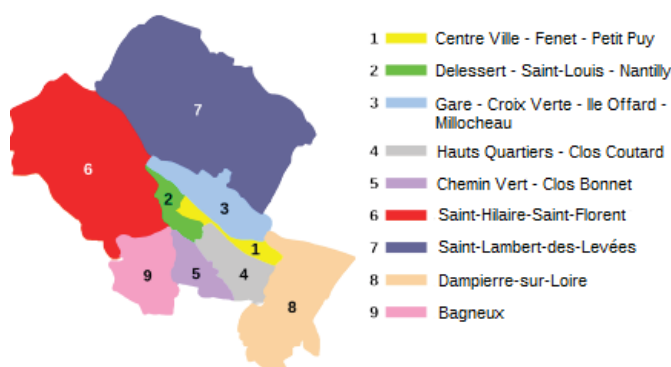 1 Centre Ville - Fenet - Petit Puy
2 Delessert - Saint-Louis - Nantilly
3 Gare - Croix Verte - Ile Offard -
Millocheau
4 Hauts Quartiers - Clos Coutard
5 Chemin Vert - Clos Bonnet
6 Saint-Hilaire-Saint-Florent
7 Saint-Lambert-des-Levées
8 Dampierre-sur-Loire
9 Bagneux
7
6
2
3
1
9
5
4
8